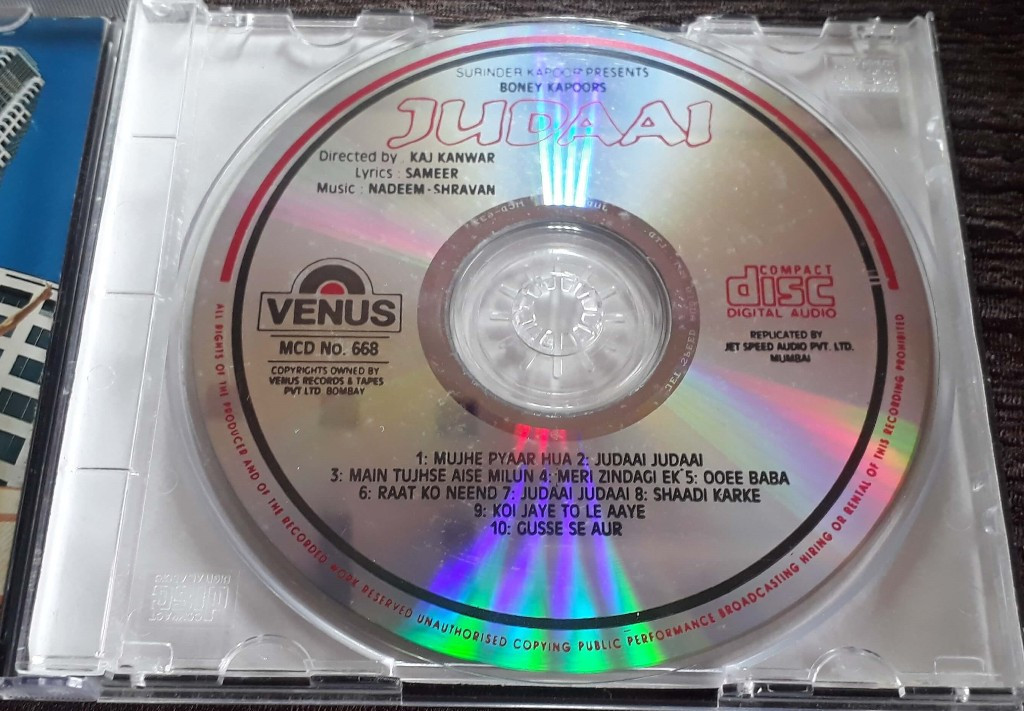 SURINDER KAPOOR PRESENTS
BONEY KAPOORS
JUDAAI
Directed by : KAJ KANWAR
Lyrics : SAMEER
Music : NADEEM-SHRAVAN
VENUS
MCD No. 668
COPYRIGHTS OWNED BY
VENUS RECORDS & TAPES
PVT LTD BOMBAY
COMPACT
disc
DIGITAL AUDIO
REPLICATED BY
JET SPEED AUDIO PVT. LTD.
MUMBAI
1: MUJHE PYAAR HUA 2: JUDAAI JUDAAI
3: MAIN TUJHSE AISE MILUN 4: MERI ZINDAGI EK 5: OOEE BABA
6: RAAT KO NEEND 7: JUDAAI JUDAAI 8: SHAADI KARKE
9: KOI JAYE TO LE AAYE
10: GUSSE SE AUR
ALL RIGHTS OF THE PRODUCER AND OF THE RECORDED WORK RESERVED UNAUTHORISED COPYING PUBLIC PERFORMANCE BROADCASTING HIRING OR RENTAL OF THIS RECORDING PROHIBITED
JET SPEED